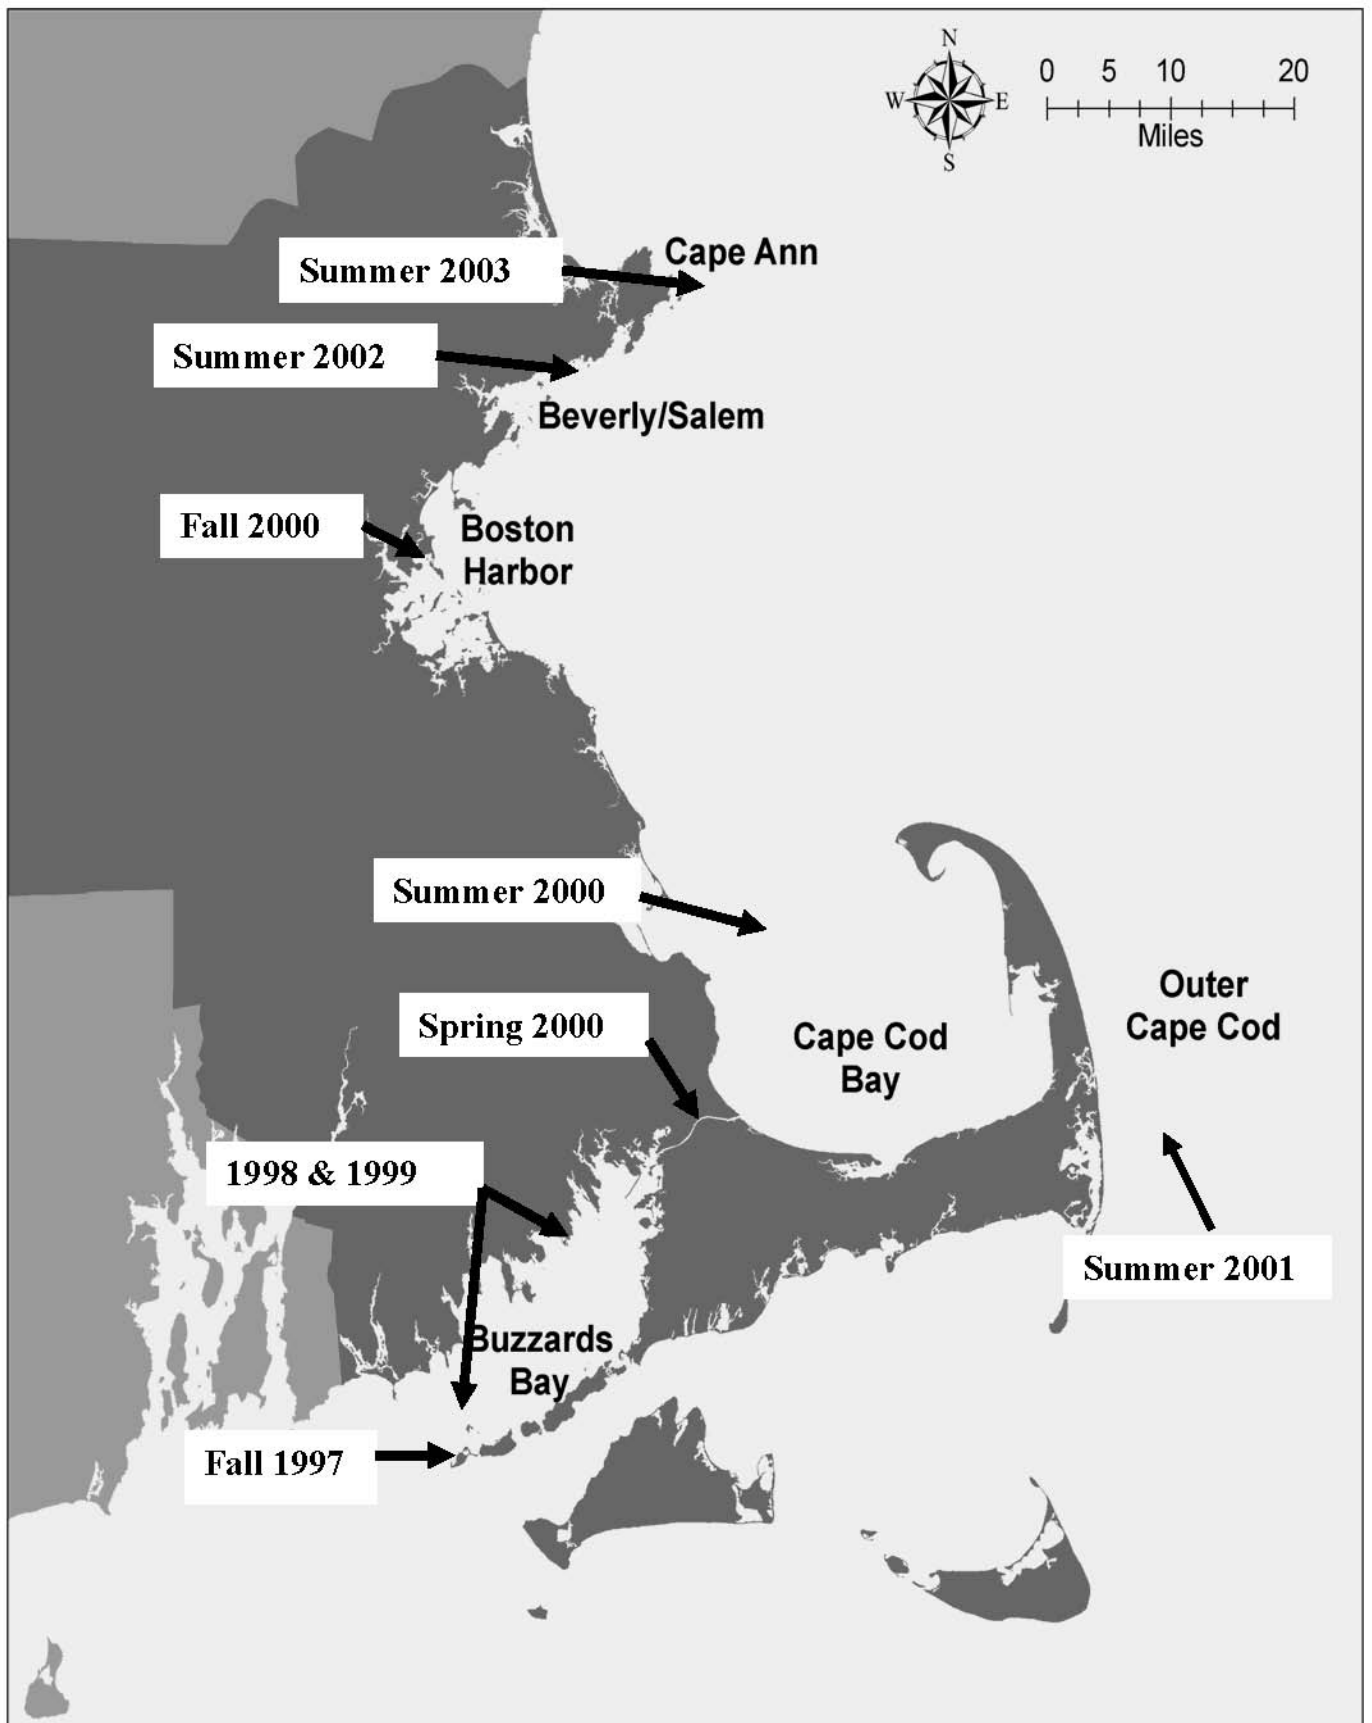 N
W E
S
0 5 10 20
Miles
Cape Ann
Summer 2003
Summer 2002
Beverly/Salem
Fall 2000
Boston
Harbor
Summer 2000
Outer
Cape Cod
Spring 2000
Cape Cod
Bay
1998 & 1999
Summer 2001
Buzzards
Bay
Fall 1997